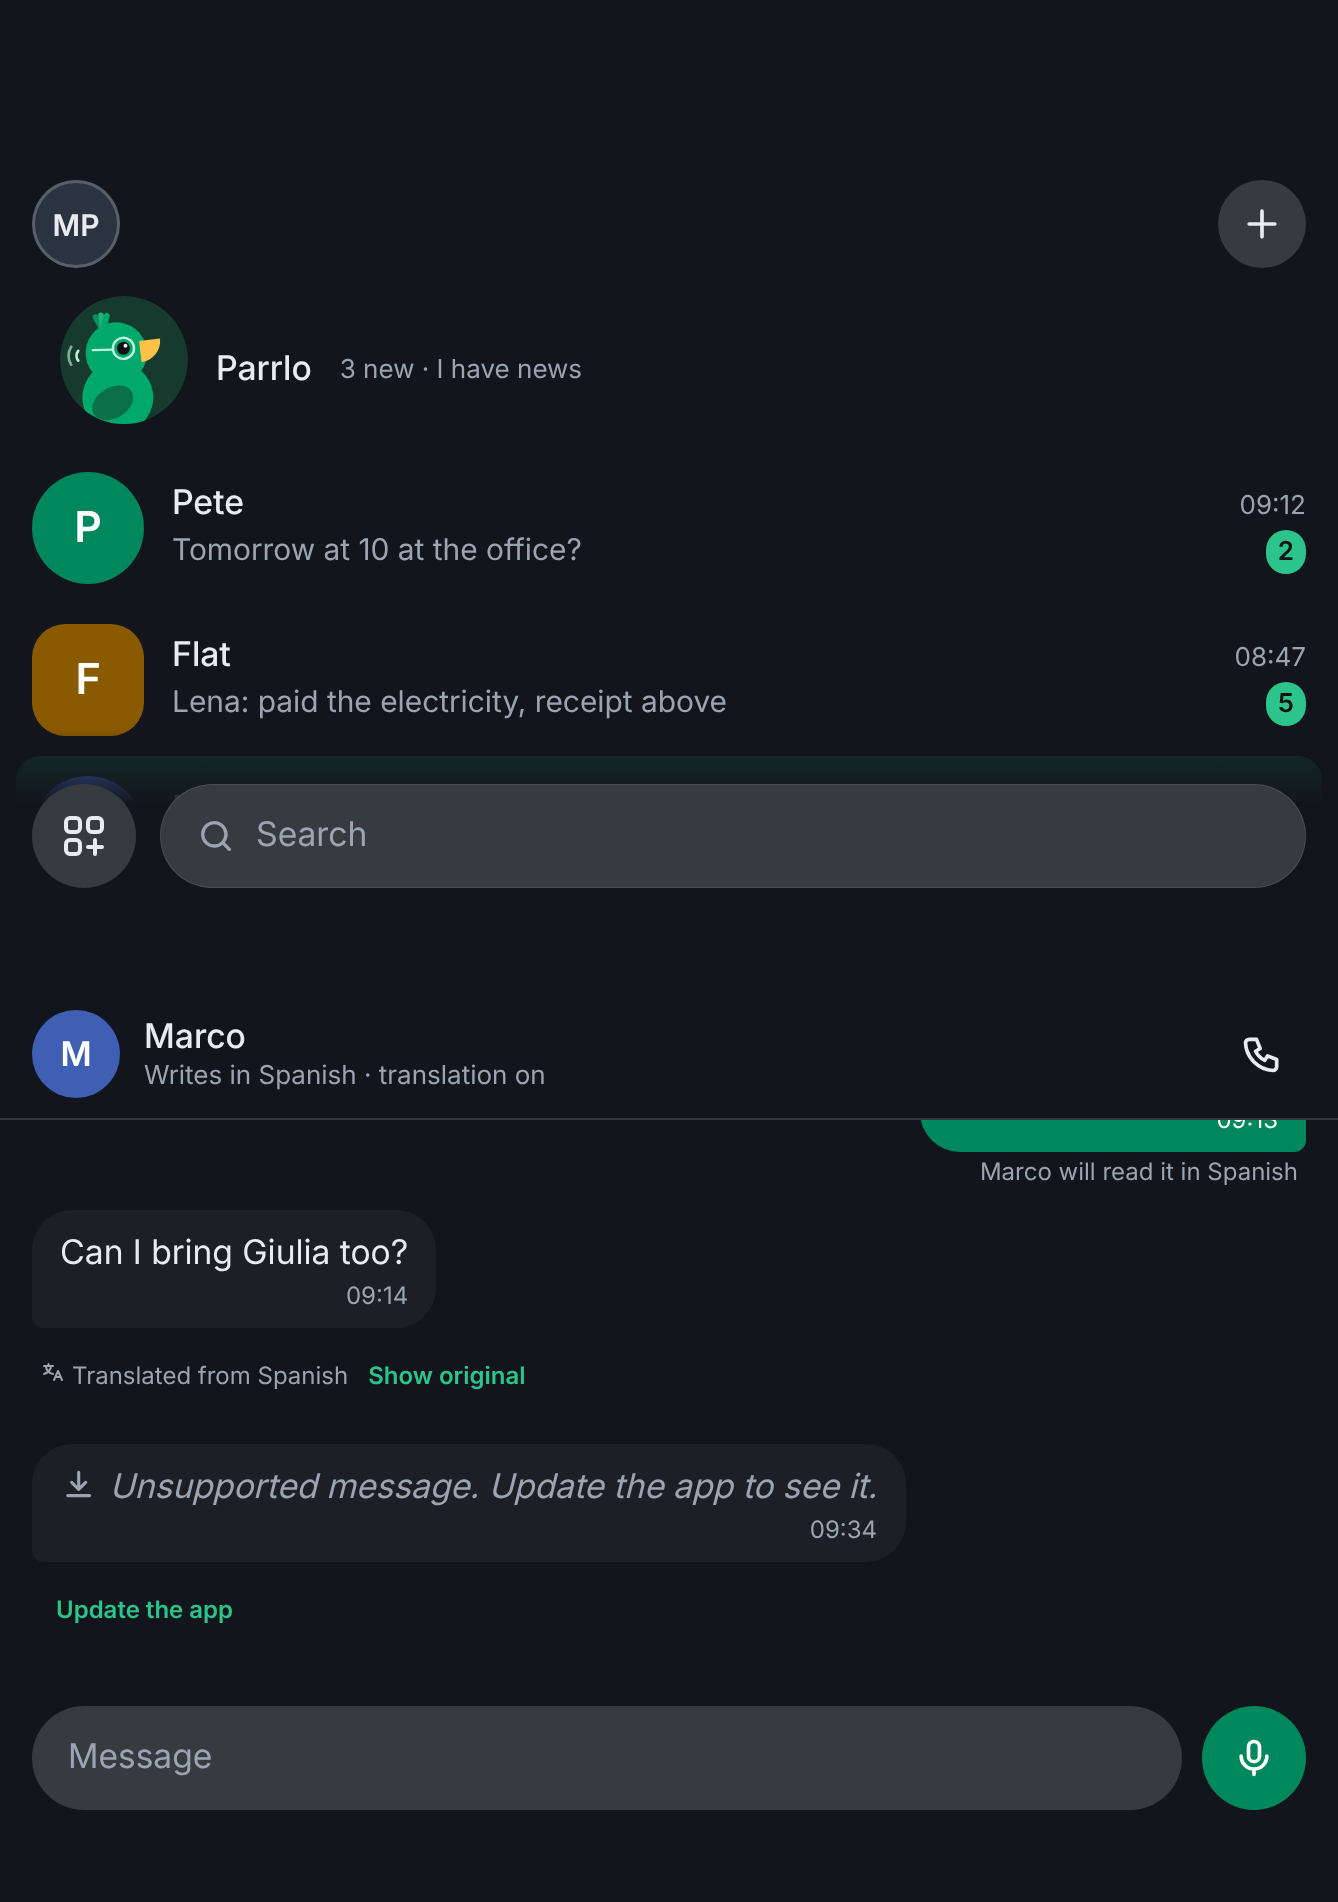 MP
Parrlo 3 new · I have news
P
Pete
09:12
Tomorrow at 10 at the office?
2
F
Flat
08:47
Lena: paid the electricity, receipt above
5
Search
M
Marco
Writes in Spanish · translation on
09:13
Marco will read it in Spanish
Can I bring Giulia too?
09:14
Translated from Spanish Show original
Unsupported message. Update the app to see it.
09:34
Update the app
Message